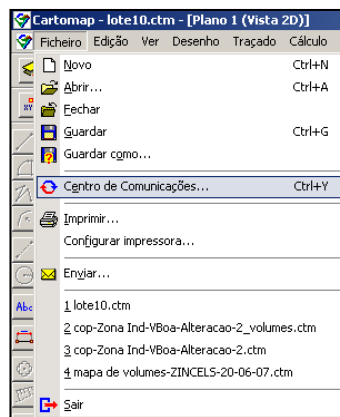 Cartomap - lote10.ctm - [Plano 1 (Vista 2D)]
Ficheiro Edição Ver Desenho Traçado Cálculo
Novo Ctrl+N
Abrir... Ctrl+A
Fechar
Guardar Ctrl+G
Guardar como...
Centro de Comunicações... Ctrl+Y
Imprimir...
Configurar impressora...
Enviar...
1 lote10.ctm
2 cop-Zona Ind-VBoa-Alteracao-2_volumes.ctm
3 cop-Zona Ind-VBoa-Alteracao-2.ctm
4 mapa de volumes-ZINCELS-20-06-07.ctm
Sair
XY
Abc